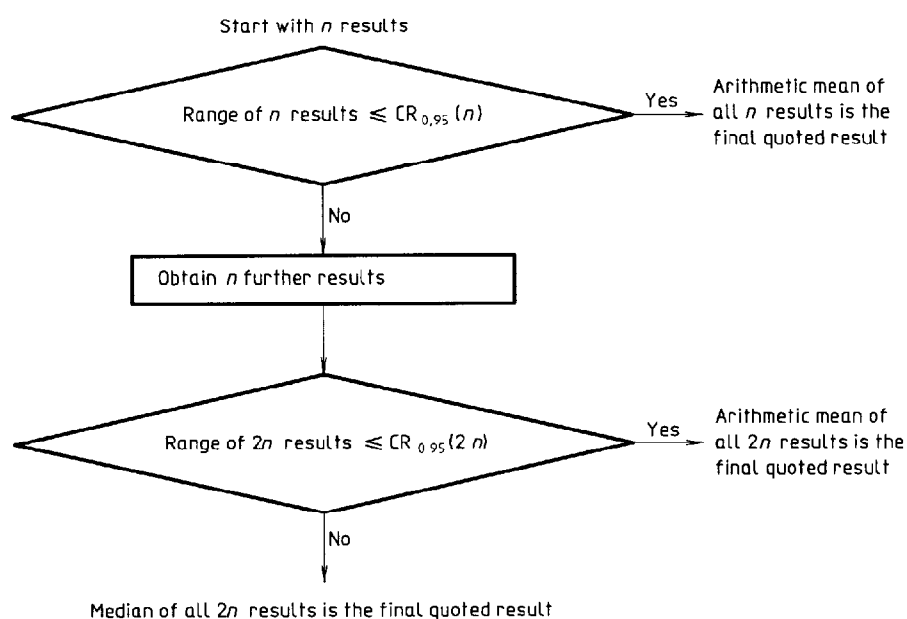 Start with n results
Range of n results ≤ CR0,95 (n)
Yes
Arithmetic mean of
all n results is the
final quoted result
No
Obtain n further results
Range of 2n results ≤ CR0 95 (2 n)
Yes
Arithmetic mean of
all 2n results is the
final quoted result
No
Median of all 2n results is the final quoted result